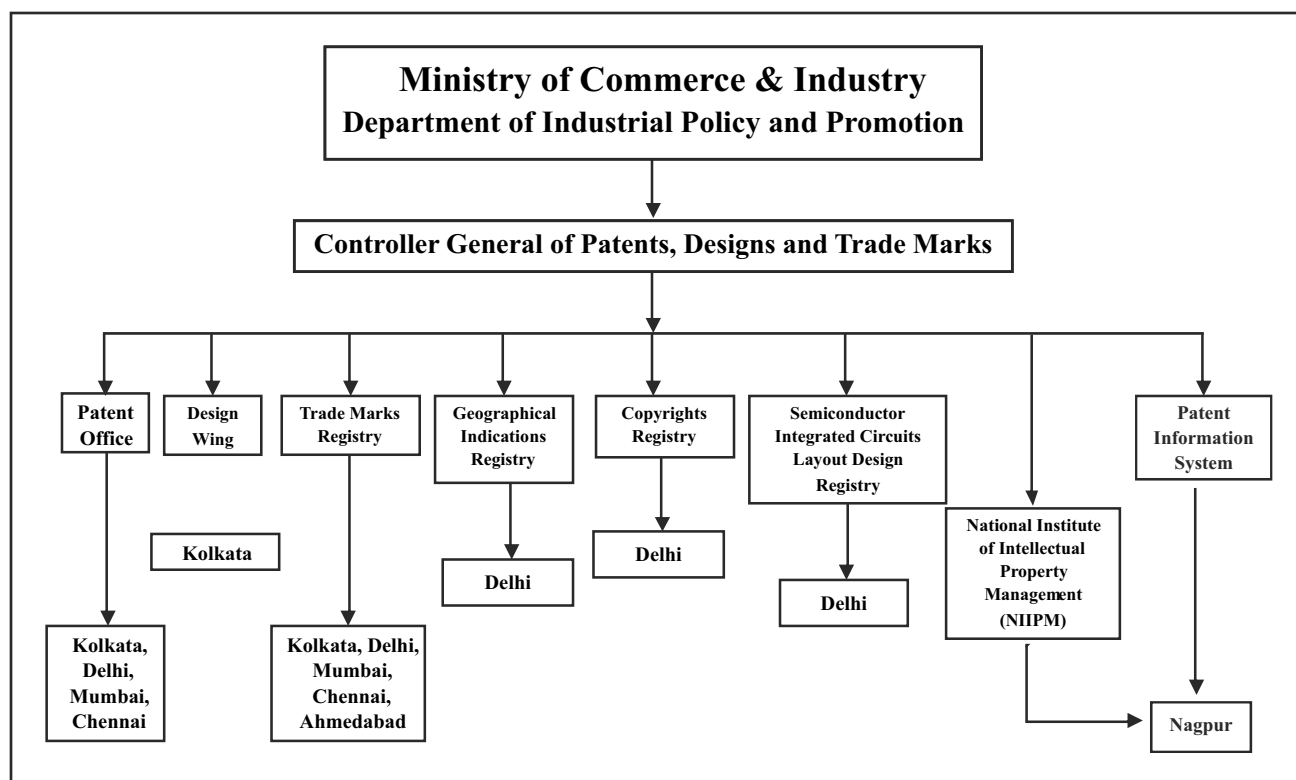 Ministry of Commerce & Industry
Department of Industrial Policy and Promotion
Controller General of Patents, Designs and Trade Marks
Patent
Office
Design
Wing
Trade Marks
Registry
Geographical
Indications
Registry
Copyrights
Registry
Semiconductor
Integrated Circuits
Layout Design
Registry
National Institute
of Intellectual
Property
Management
(NIIPM)
Patent
Information
System
Kolkata,
Delhi,
Mumbai,
Chennai
Kolkata
Kolkata, Delhi,
Mumbai,
Chennai,
Ahmedabad
Delhi
Delhi
Delhi
Nagpur